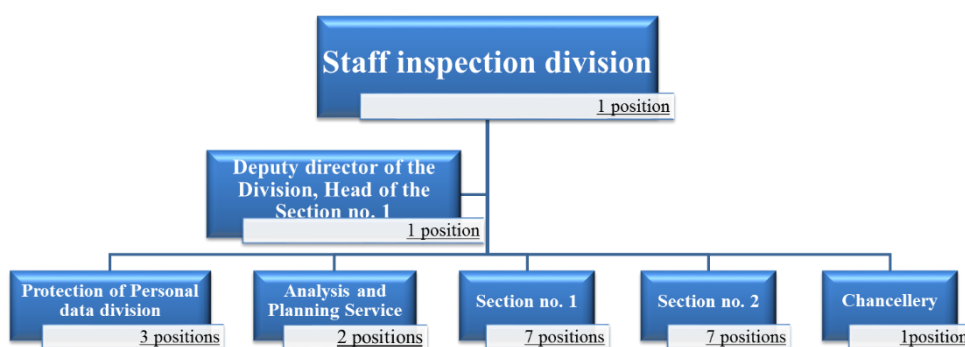 Staff inspection division
1 position
Deputy director of the
Division, Head of the
Section no. 1
1 position
Protection of Personal
data division
3 positions
Analysis and
Planning Service
2 positions
Section no. 1
7 positions
Section no. 2
7 positions
Chancellery
1position